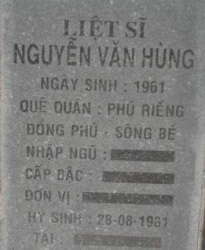 LIỆT SĨ
NGUYỄN VĂN HÙNG
NGÀY SINH : 1961
QUÊ QUÁN : PHÚ RIỀNG
ĐỒNG PHÚ - SÔNG BÉ
NHẬP NGŨ :
CẤP BẬC :
ĐƠN VỊ :
HY SINH : 28-08-1981
TẠI